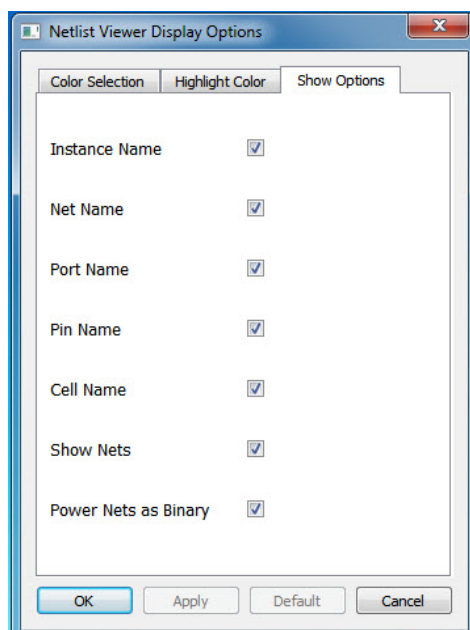 Netlist Viewer Display Options
Color Selection Highlight Color Show Options
Instance Name
Net Name
Port Name
Pin Name
Cell Name
Show Nets
Power Nets as Binary
OK Apply Default Cancel